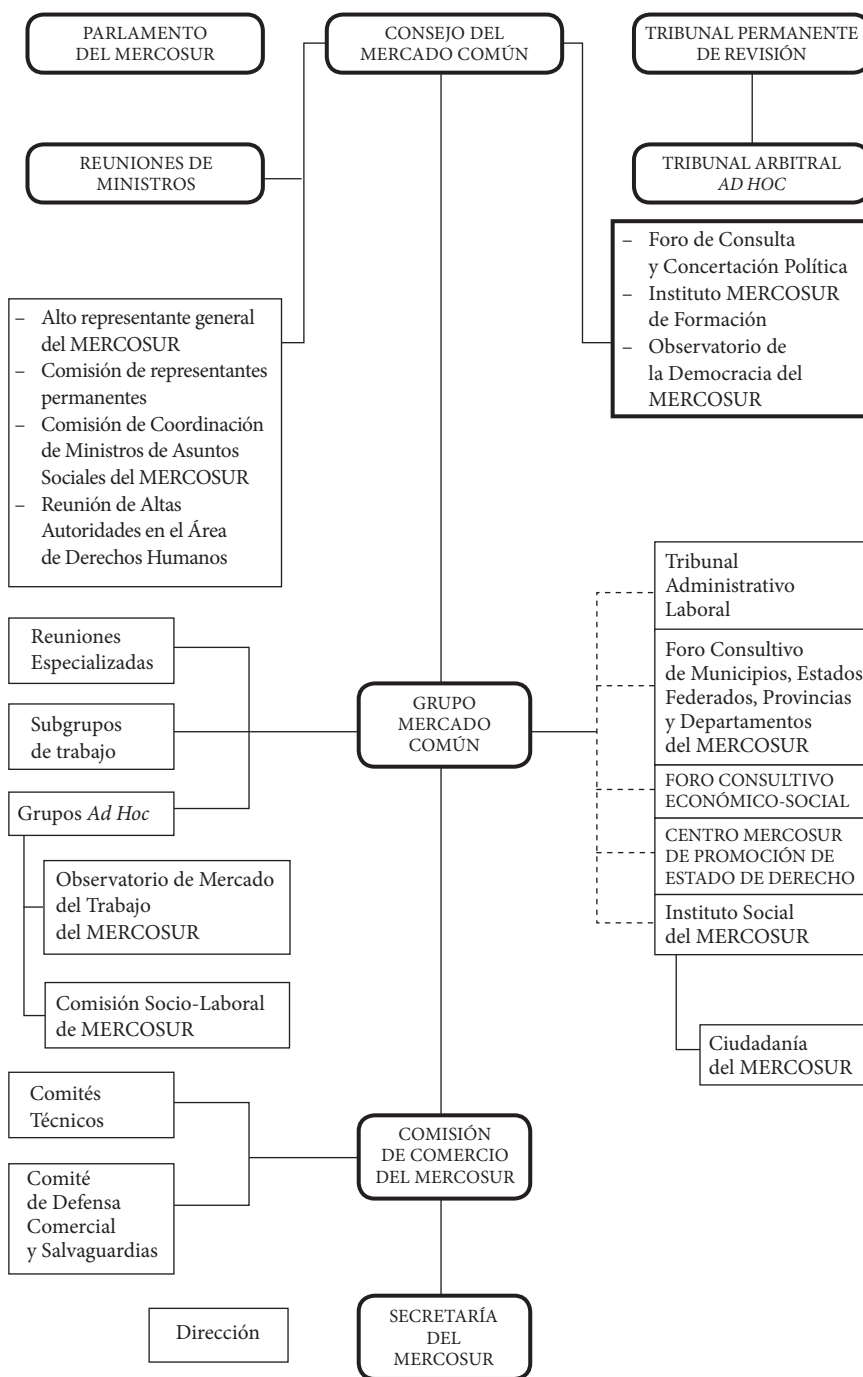 PARLAMENTO
DEL MERCOSUR
CONSEJO DEL
MERCADO COMÚN
TRIBUNAL PERMANENTE
DE REVISIÓN
REUNIONES DE
MINISTROS
TRIBUNAL ARBITRAL
AD HOC
– Foro de Consulta
y Concertación Política
– Instituto MERCOSUR
de Formación
– Observatorio de
la Democracia del
MERCOSUR
– Alto representante general
del MERCOSUR
– Comisión de representantes
permanentes
– Comisión de Coordinación
de Ministros de Asuntos
Sociales del MERCOSUR
– Reunión de Altas
Autoridades en el Área
de Derechos Humanos
Reuniones
Especializadas
Subgrupos
de trabajo
Grupos Ad Hoc
Observatorio de Mercado
del Trabajo
del MERCOSUR
Comisión Socio-Laboral
de MERCOSUR
GRUPO
MERCADO
COMÚN
Tribunal
Administrativo
Laboral
Foro Consultivo
de Municipios, Estados
Federados, Provincias
y Departamentos
del MERCOSUR
FORO CONSULTIVO
ECONÓMICO-SOCIAL
CENTRO MERCOSUR
DE PROMOCIÓN DE
ESTADO DE DERECHO
Instituto Social
del MERCOSUR
Ciudadanía
del MERCOSUR
Comités
Técnicos
Comité
de Defensa
Comercial
y Salvaguardias
COMISIÓN
DE COMERCIO
DEL MERCOSUR
Dirección
SECRETARÍA
DEL
MERCOSUR